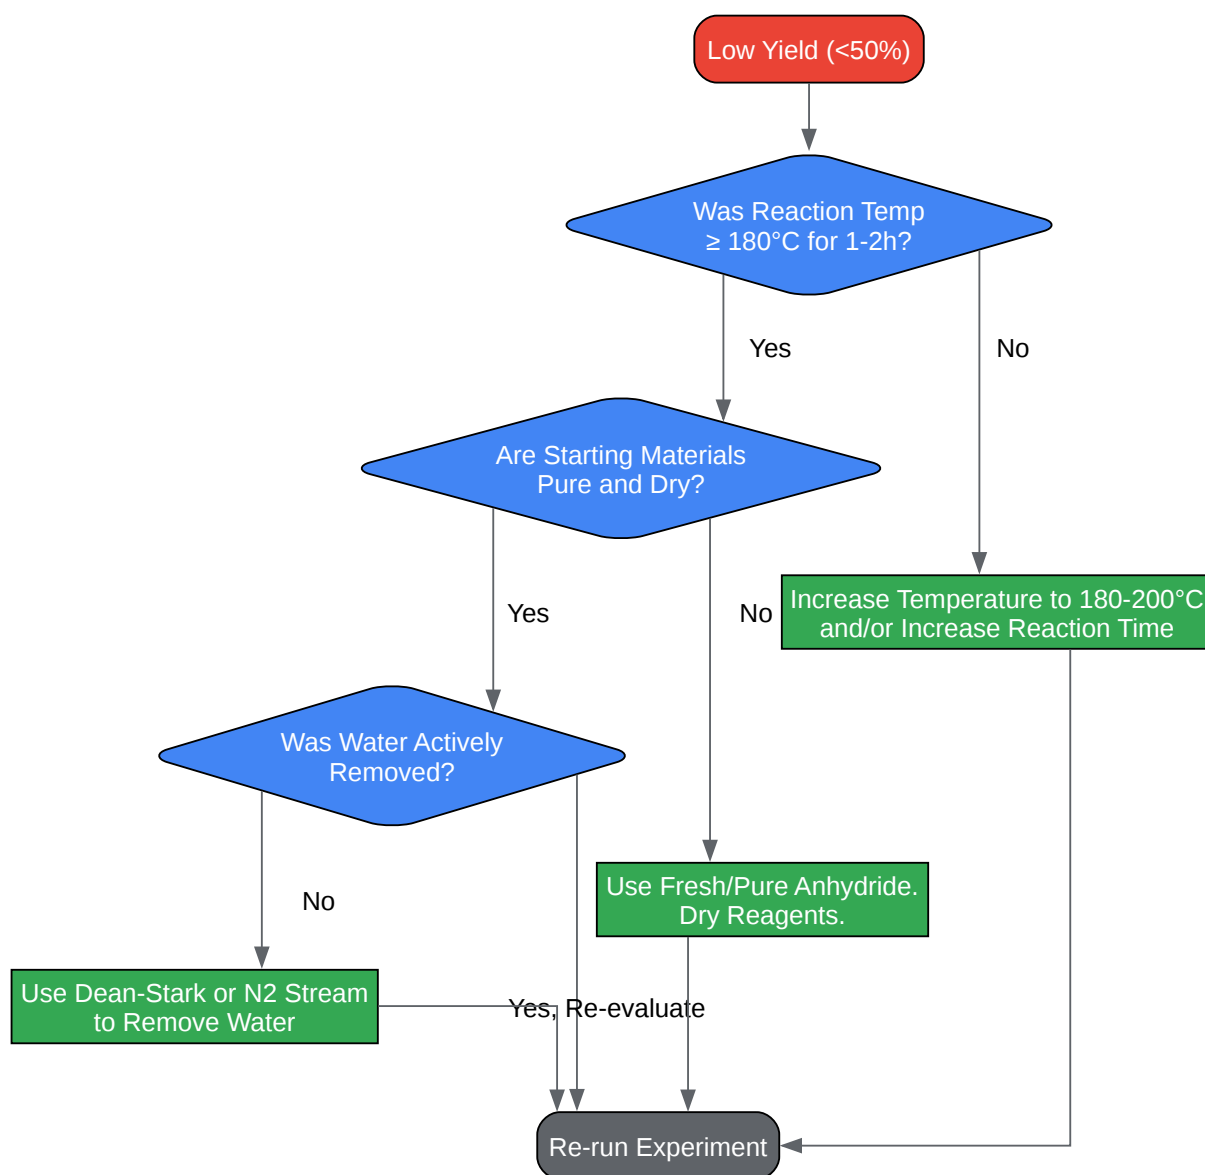 Low Yield (<50%)
Was Reaction Temp
≥ 180°C for 1-2h?
Yes
No
Are Starting Materials
Pure and Dry?
Increase Temperature to 180-200°C
and/or Increase Reaction Time
Yes
No
Was Water Actively
Removed?
Use Fresh/Pure Anhydride.
Dry Reagents.
No
Use Dean-Stark or N2 Stream
to Remove Water
Yes, Re-evaluate
Re-run Experiment